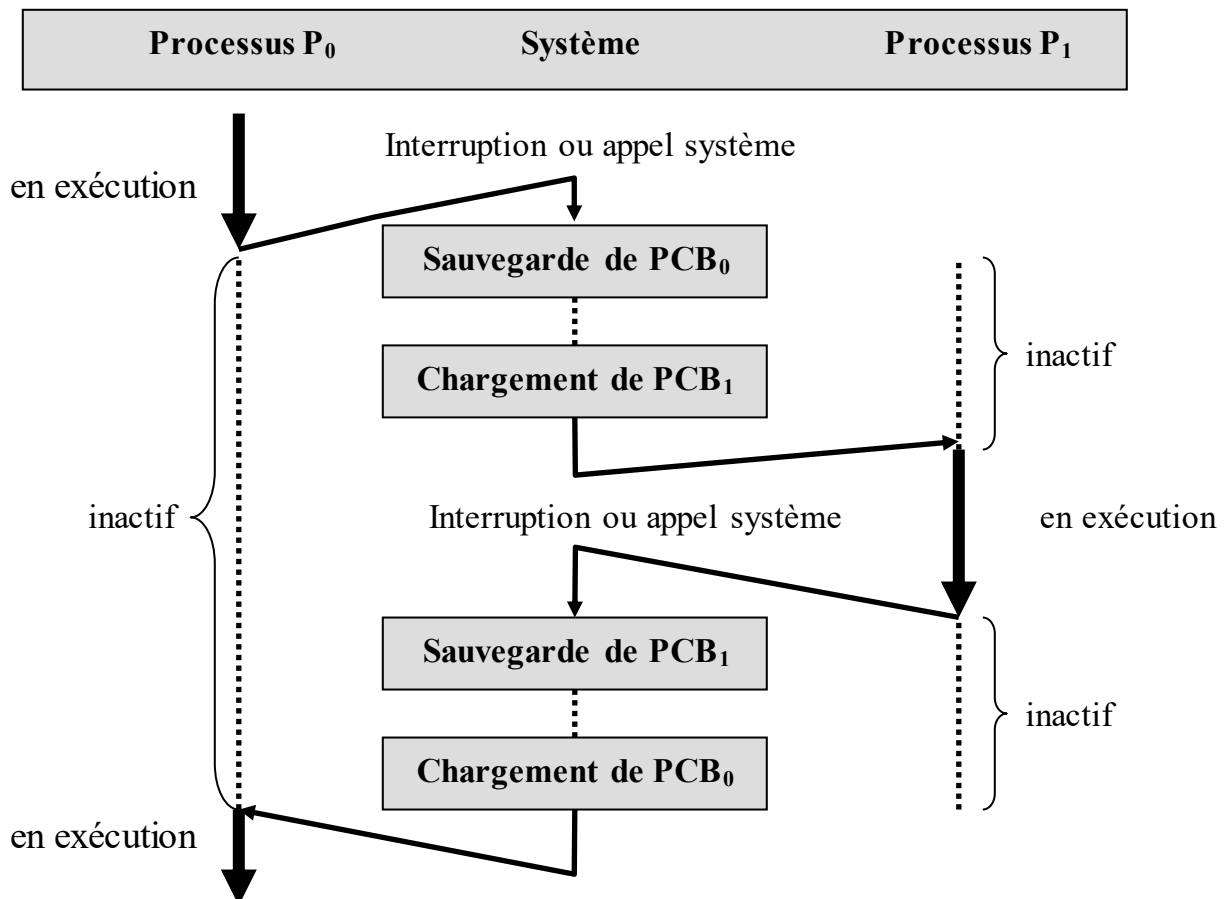 Processus P₀ Système Processus P₁
Interruption ou appel système
en exécution
Sauvegarde de PCB₀
Chargement de PCB₁
inactif
inactif
Interruption ou appel système
en exécution
Sauvegarde de PCB₁
inactif
Chargement de PCB₀
en exécution